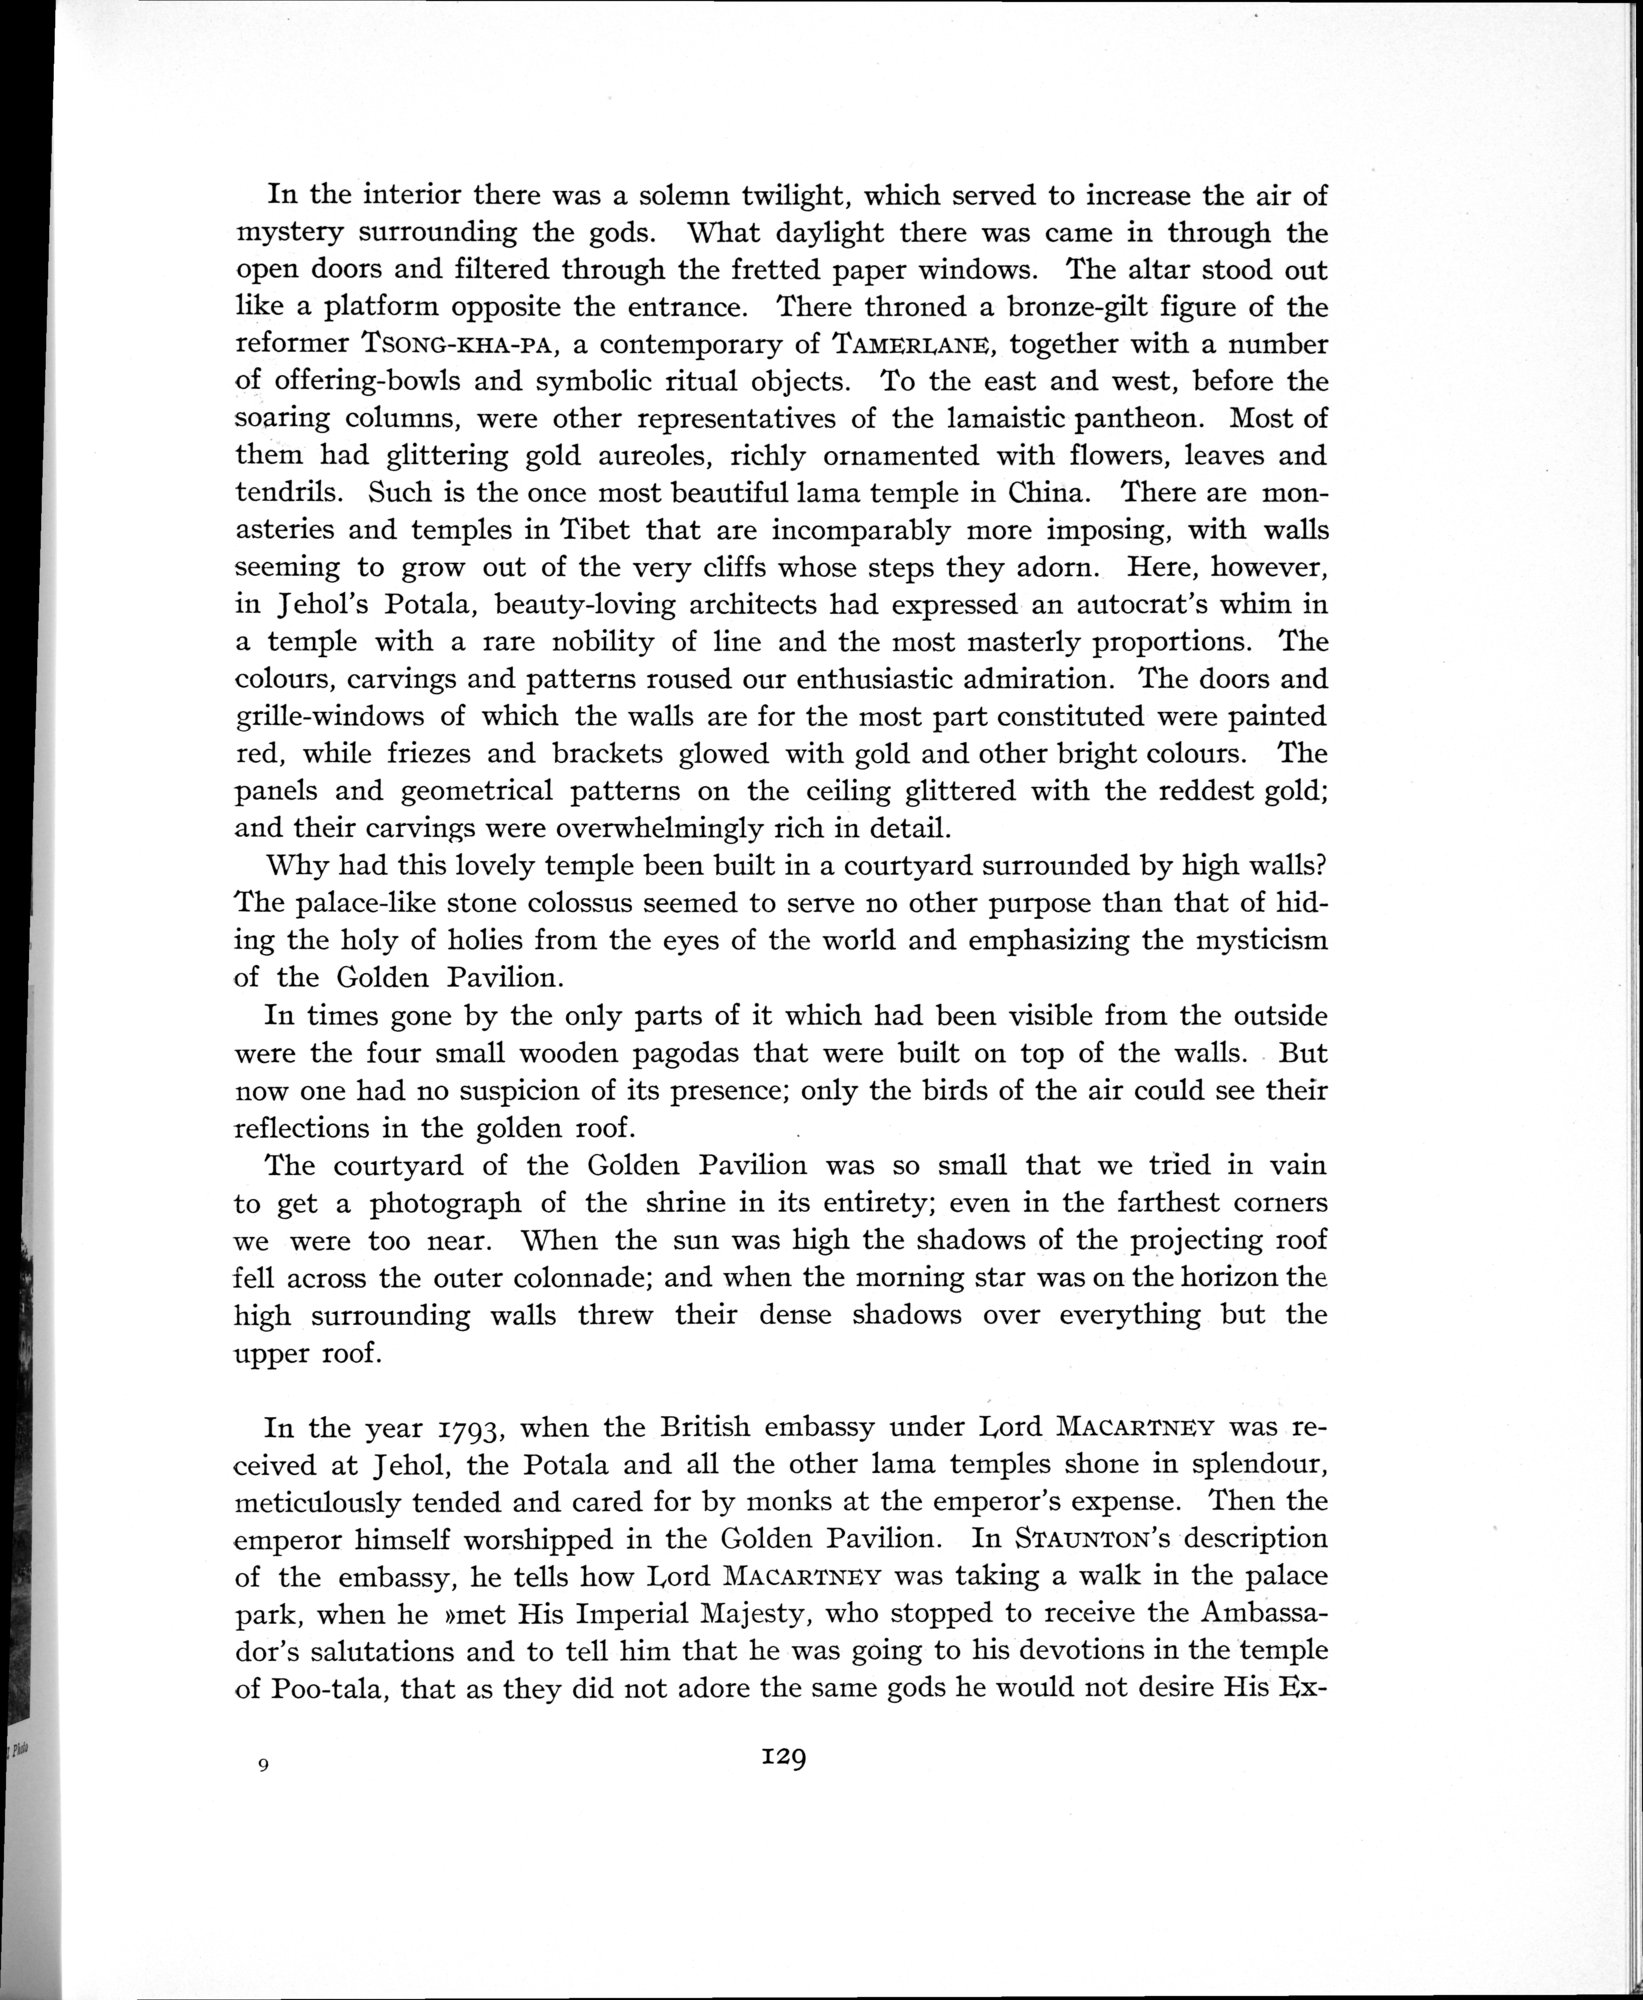 In the interior there was a solemn twilight, which served to increase the air of
mystery surrounding the gods. What daylight there was came in through the
open doors and filtered through the fretted paper windows. The altar stood out
like a platform opposite the entrance. There throned a bronze-gilt figure of the
reformer TSONG-KHA-PA, a contemporary of TAMERLANE, together with a number
of offering-bowls and symbolic ritual objects. To the east and west, before the
soaring columns, were other representatives of the lamaistic pantheon. Most of
them had glittering gold aureoles, richly ornamented with flowers, leaves and
tendrils. Such is the once most beautiful lama temple in China. There are mon-
asteries and temples in Tibet that are incomparably more imposing, with walls
seeming to grow out of the very cliffs whose steps they adorn. Here, however,
in Jehol's Potala, beauty-loving architects had expressed an autocrat's whim in
a temple with a rare nobility of line and the most masterly proportions. The
colours, carvings and patterns roused our enthusiastic admiration. The doors and
grille-windows of which the walls are for the most part constituted were painted
red, while friezes and brackets glowed with gold and other bright colours. The
panels and geometrical patterns on the ceiling glittered with the reddest gold;
and their carvings were overwhelmingly rich in detail.
Why had this lovely temple been built in a courtyard surrounded by high walls?
The palace-like stone colossus seemed to serve no other purpose than that of hid-
ing the holy of holies from the eyes of the world and emphasizing the mysticism
of the Golden Pavilion.
In times gone by the only parts of it which had been visible from the outside
were the four small wooden pagodas that were built on top of the walls. But
now one had no suspicion of its presence; only the birds of the air could see their
reflections in the golden roof.
The courtyard of the Golden Pavilion was so small that we tried in vain
to get a photograph of the shrine in its entirety; even in the farthest corners
we were too near. When the sun was high the shadows of the projecting roof
fell across the outer colonnade; and when the morning star was on the horizon the
high surrounding walls threw their dense shadows over everything but the
upper roof.
In the year 1793, when the British embassy under Lord MACARTNEY was re-
ceived at Jehol, the Potala and all the other lama temples shone in splendour,
meticulously tended and cared for by monks at the emperor's expense. Then the
emperor himself worshipped in the Golden Pavilion. In STAUNTON's description
of the embassy, he tells how Lord MACARTNEY was taking a walk in the palace
park, when he »met His Imperial Majesty, who stopped to receive the Ambassa-
dor's salutations and to tell him that he was going to his devotions in the temple
of Poo-tala, that as they did not adore the same gods he would not desire His Ex-
9
129
Photo